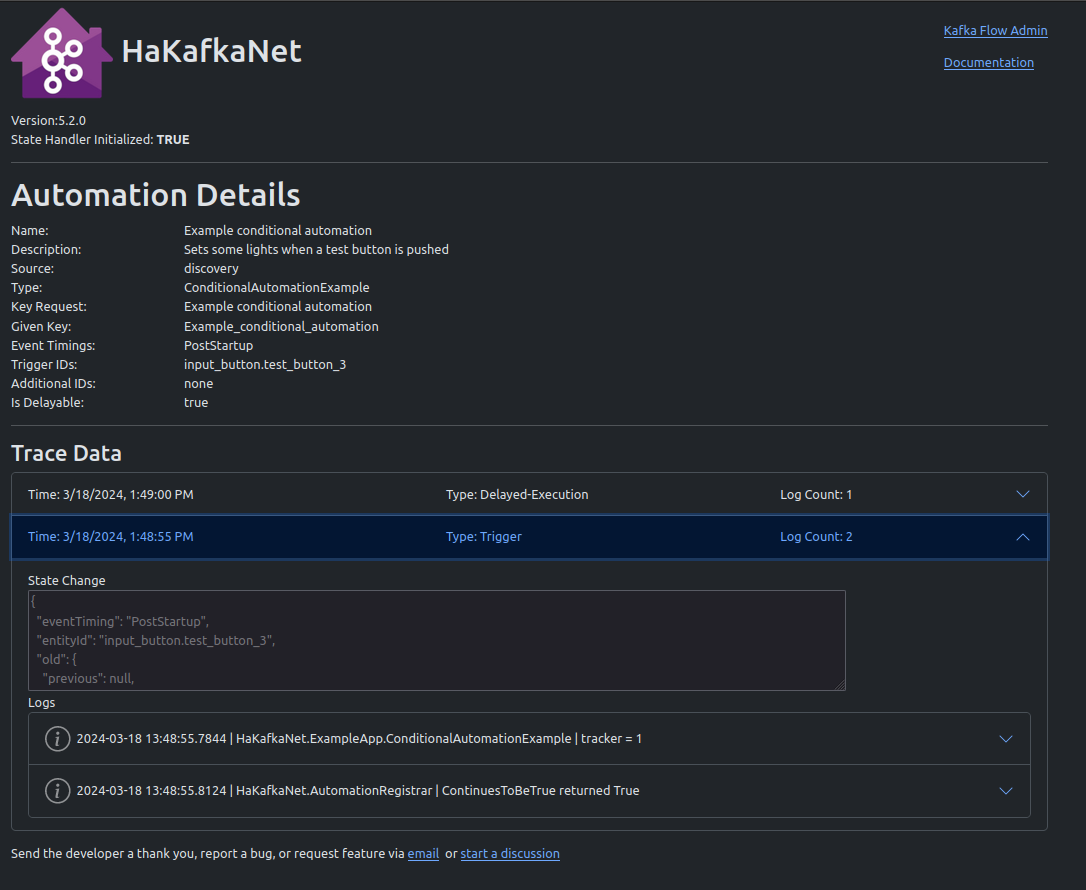 HaKafkaNet
Kafka Flow Admin
Documentation
Version:5.2.0
State Handler Initialized: TRUE
Automation Details
Name: Example conditional automation
Description: Sets some lights when a test button is pushed
Source: discovery
Type: ConditionalAutomationExample
Key Request: Example conditional automation
Given Key: Example_conditional_automation
Event Timings: PostStartup
Trigger IDs: input_button.test_button_3
Additional IDs: none
Is Delayable: true
Trace Data
Time: 3/18/2024, 1:49:00 PM Type: Delayed-Execution Log Count: 1
Time: 3/18/2024, 1:48:55 PM Type: Trigger Log Count: 2
State Change
{
"eventTiming": "PostStartup",
"entityId": "input_button.test_button_3",
"old": {
"previous": null,
Logs
2024-03-18 13:48:55.7844 | HaKafkaNet.ExampleApp.ConditionalAutomationExample | tracker = 1
2024-03-18 13:48:55.8124 | HaKafkaNet.AutomationRegistrar | ContinuesToBeTrue returned True
Send the developer a thank you, report a bug, or request feature via email or start a discussion